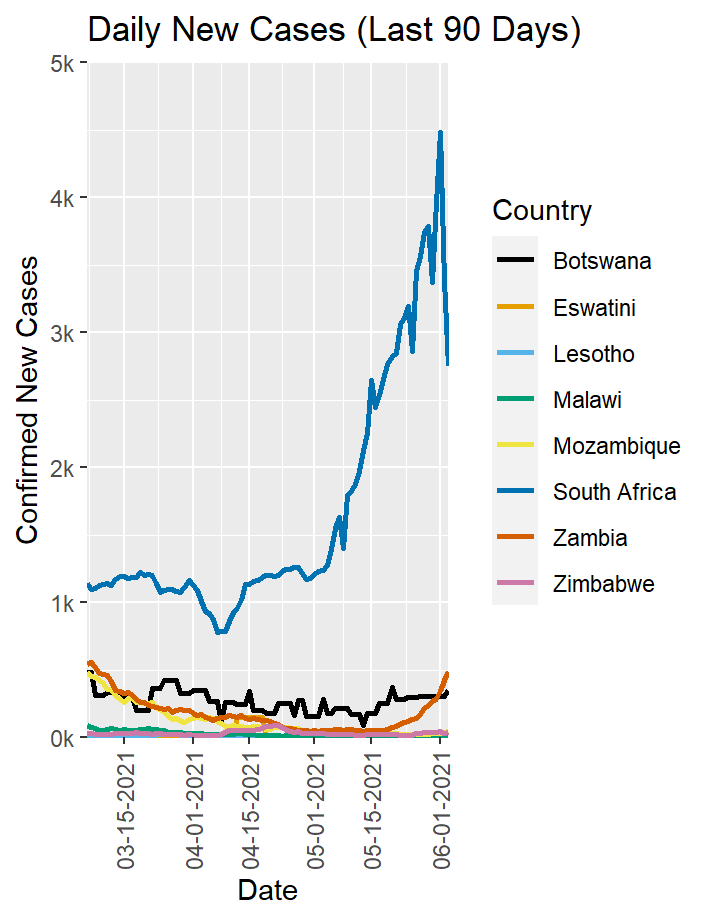 Daily New Cases (Last 90 Days)
5k
4k
3k
2k
1k
0k
Confirmed New Cases
03-15-2021
04-01-2021
04-15-2021
05-01-2021
05-15-2021
06-01-2021
Date
Country
Botswana
Eswatini
Lesotho
Malawi
Mozambique
South Africa
Zambia
Zimbabwe